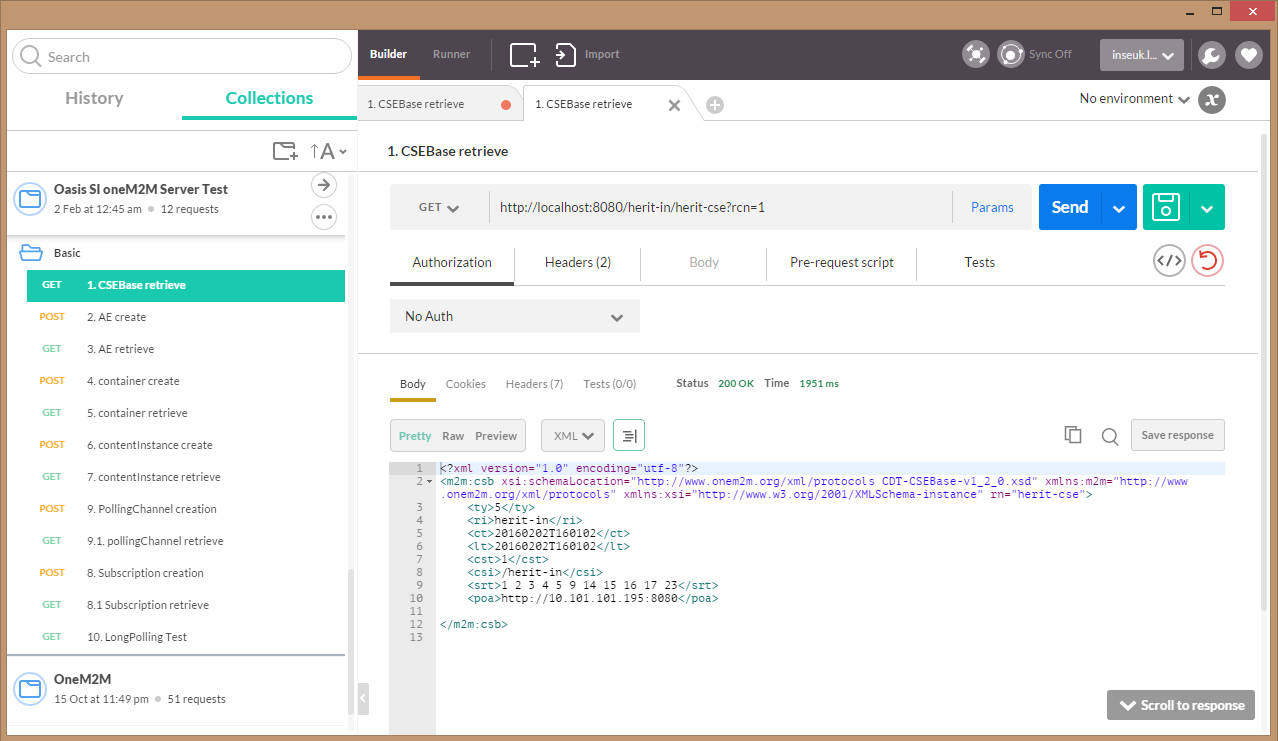 Search
History
Collections
↑A
Oasis SI oneM2M Server Test
2 Feb at 12:45 am 12 requests
Basic
GET 1. CSEBase retrieve
POST 2. AE create
GET 3. AE retrieve
POST 4. container create
GET 5. container retrieve
POST 6. contentInstance create
GET 7. contentInstance retrieve
POST 9. PollingChannel creation
GET 9.1. pollingChannel retrieve
POST 8. Subscription creation
GET 8.1 Subscription retrieve
GET 10. LongPolling Test
OneM2M
15 Oct at 11:49 pm 51 requests
Builder Runner Import Sync Off inseuk.l...
1. CSEBase retrieve 1. CSEBase retrieve No environment x
1. CSEBase retrieve
GET http://localhost:8080/herit-in/herit-cse?rcn=1 Params Send
Authorization Headers (2) Body Pre-request script Tests </>
No Auth
Body Cookies Headers (7) Tests (0/0) Status 200 OK Time 1951 ms
Pretty Raw Preview XML Save response
1 <?xml version="1.0" encoding="utf-8"?>
2 <m2m:csb xsi:schemaLocation="http://www.onem2m.org/xml/protocols CDT-CSEBase-v1_2_0.xsd" xmlns:m2m="http://www
.onem2m.org/xml/protocols" xmlns:xsi="http://www.w3.org/2001/XMLSchema-instance" rn="herit-cse">
3 <ty>5</ty>
4 <ri>herit-in</ri>
5 <ct>20160202T160102</ct>
6 <lt>20160202T160102</lt>
7 <cst>1</cst>
8 <csi>/herit-in</csi>
9 <srt>1 2 3 4 5 9 14 15 16 17 23</srt>
10 <poa>http://10.101.101.195:8080</poa>
11
12 </m2m:csb>
13
Scroll to response